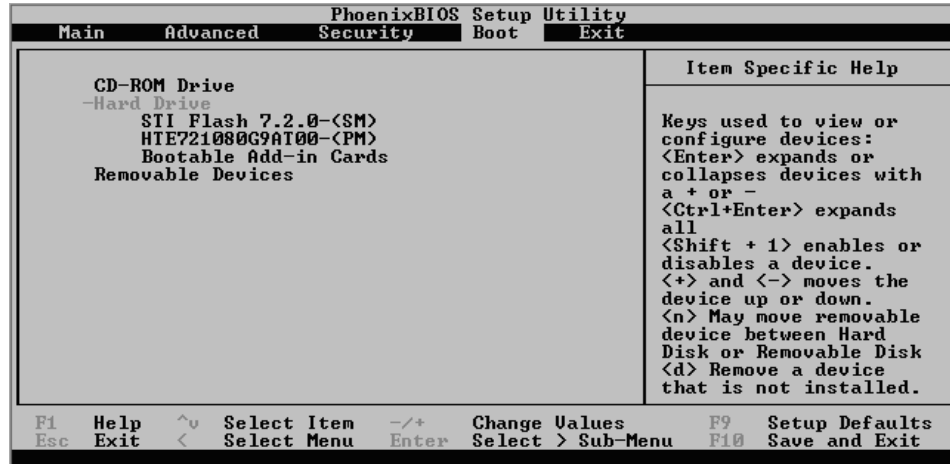 PhoenixBIOS Setup Utility
Main Advanced Security Boot Exit
CD-ROM Drive
-Hard Drive
STI Flash 7.2.0-(SM)
HTE721080G9AT00-(PM)
Bootable Add-in Cards
Removable Devices
Item Specific Help
Keys used to view or
configure devices:
<Enter> expands or
collapses devices with
a + or -
<Ctrl+Enter> expands
all
<Shift + 1> enables or
disables a device.
<+> and <-> moves the
device up or down.
<n> May move removable
device between Hard
Disk or Removable Disk
<d> Remove a device
that is not installed.
F1 Help ^v Select Item -/+ Change Values F9 Setup Defaults
Esc Exit < Select Menu Enter Select > Sub-Menu F10 Save and Exit